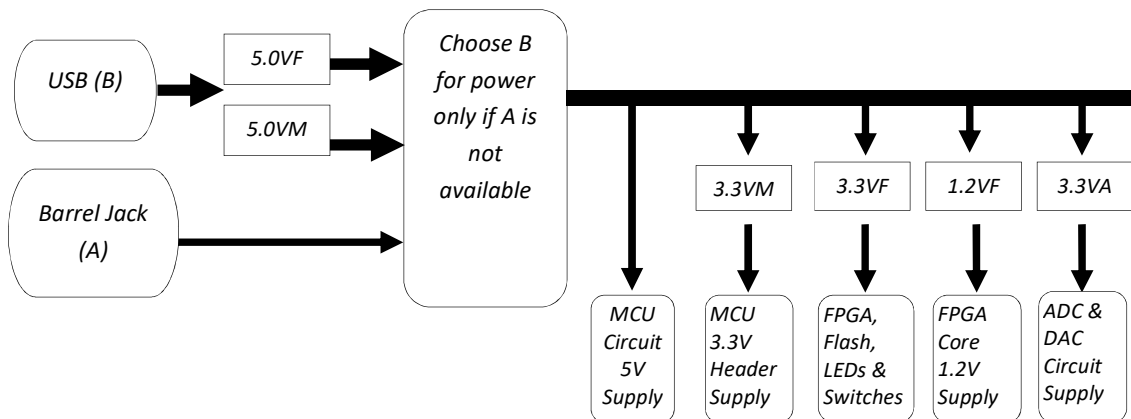 USB (B)
5.0VF
5.0VM
Barrel Jack
(A)
Choose B
for power
only if A is
not
available
3.3VM
3.3VF
1.2VF
3.3VA
MCU
Circuit
5V
Supply
MCU
3.3V
Header
Supply
FPGA,
Flash,
LEDs &
Switches
FPGA
Core
1.2V
Supply
ADC &
DAC
Circuit
Supply